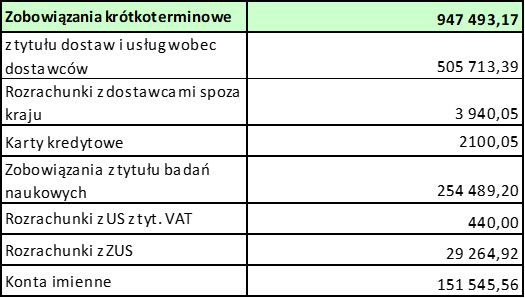 Zobowiązania krótkoterminowe 947 493,17
z tytułu dostaw i usług wobec
dostawców 505 713,39
Rozrachunki z dostawcami spoza
kraju 3 940,05
Karty kredytowe 2100,05
Zobowiązania z tytułu badań
naukowych 254 489,20
Rozrachunki z US z tyt. VAT 440,00
Rozrachunki z ZUS 29 264,92
Konta imienne 151 545,56